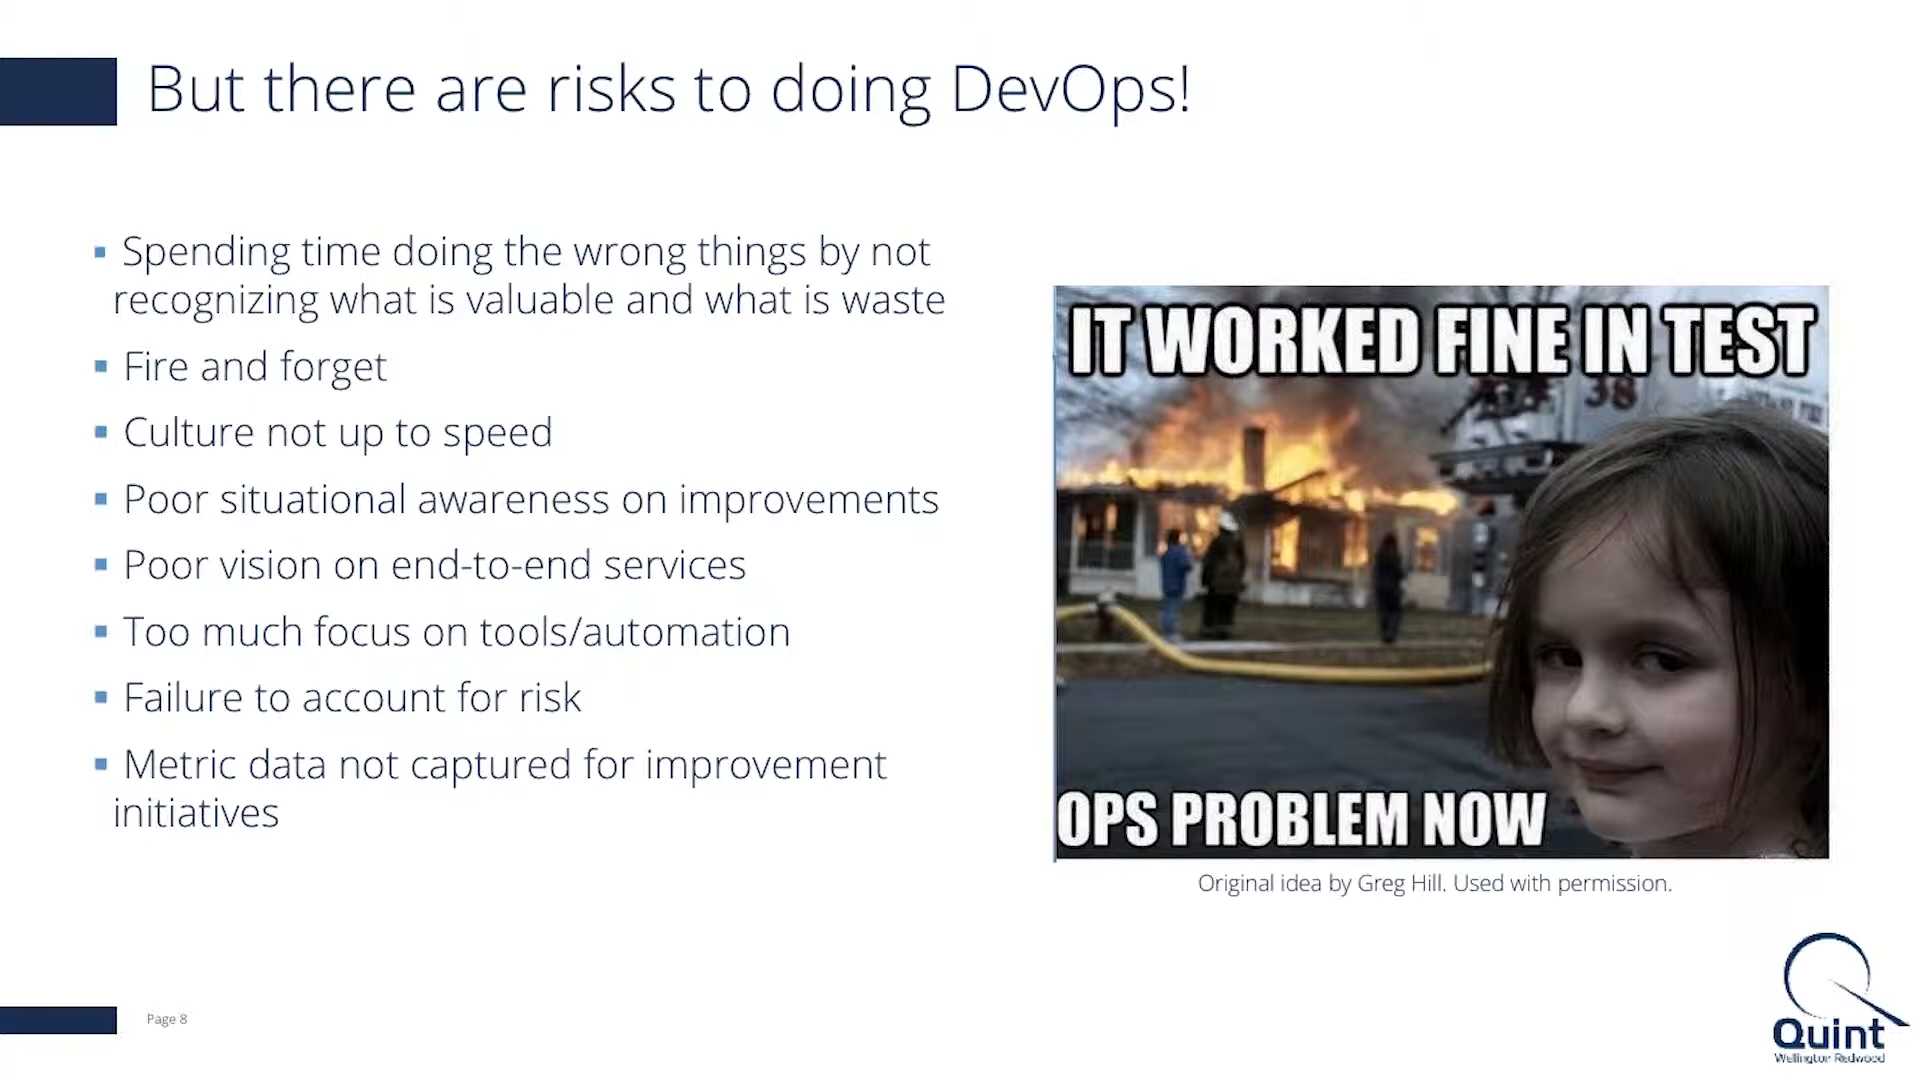 But there are risks to doing DevOps!
▪ Spending time doing the wrong things by not
recognizing what is valuable and what is waste
▪ Fire and forget
▪ Culture not up to speed
▪ Poor situational awareness on improvements
▪ Poor vision on end-to-end services
▪ Too much focus on tools/automation
▪ Failure to account for risk
▪ Metric data not captured for improvement
initiatives
IT WORKED FINE IN TEST
38
OPS PROBLEM NOW
Original idea by Greg Hill. Used with permission.
Page 8
Quint
Wellington Redwood